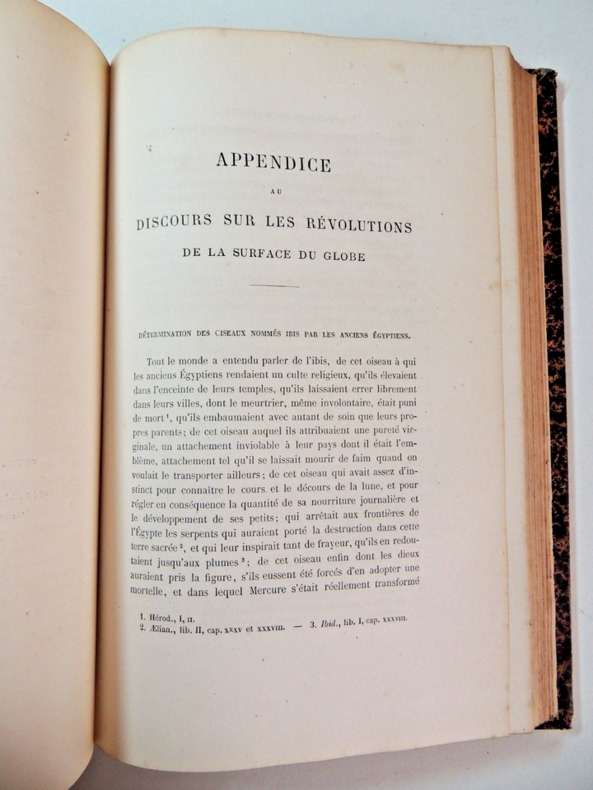 APPENDICE
AU
DISCOURS SUR LES RÉVOLUTIONS
DE LA SURFACE DU GLOBE
DÉTERMINATION DES OISEAUX NOMMÉS IBIS PAR LES ANCIENS ÉGYPTIENS.
Tout le monde a entendu parler de l'ibis, de cet oiseau à qui
les anciens Égyptiens rendaient un culte religieux, qu'ils élevaient
dans l'enceinte de leurs temples, qu'ils laissaient errer librement
dans leurs villes, dont le meurtrier, même involontaire, était puni
de mort¹, qu'ils embaumaient avec autant de soin que leurs pro-
pres parents; de cet oiseau auquel ils attribuaient une pureté vir-
ginale, un attachement inviolable à leur pays dont il était l'em-
blème, attachement tel qu'il se laissait mourir de faim quand on
voulait le transporter ailleurs; de cet oiseau qui avait assez d'in-
stinct pour connaître le cours et le décours de la lune, et pour
régler en conséquence la quantité de sa nourriture journalière et
le développement de ses petits; qui arrêtait aux frontières de
l'Égypte les serpents qui auraient porté la destruction dans cette
terre sacrée², et qui leur inspirait tant de frayeur, qu'ils en redou-
taient jusqu'aux plumes³; de cet oiseau enfin dont les dieux
auraient pris la figure, s'ils eussent été forcés d'en adopter une
mortelle, et dans lequel Mercure s'était réellement transformé
1. Hérod., I, II.
2. Ælian., lib. II, cap. XXXV et XXXVIII. — 3. Ibid., lib. I, cap. XXXVIII.